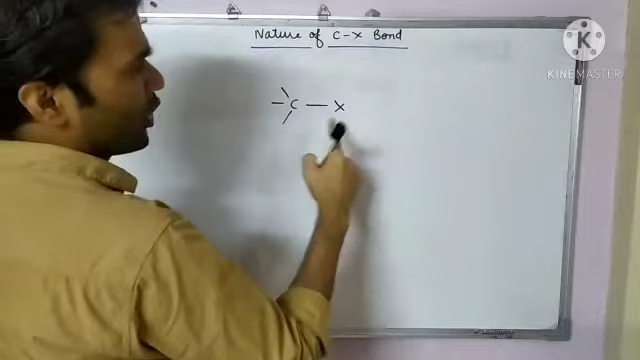 Nature of C-X Bond
C — X
KINEMASTER